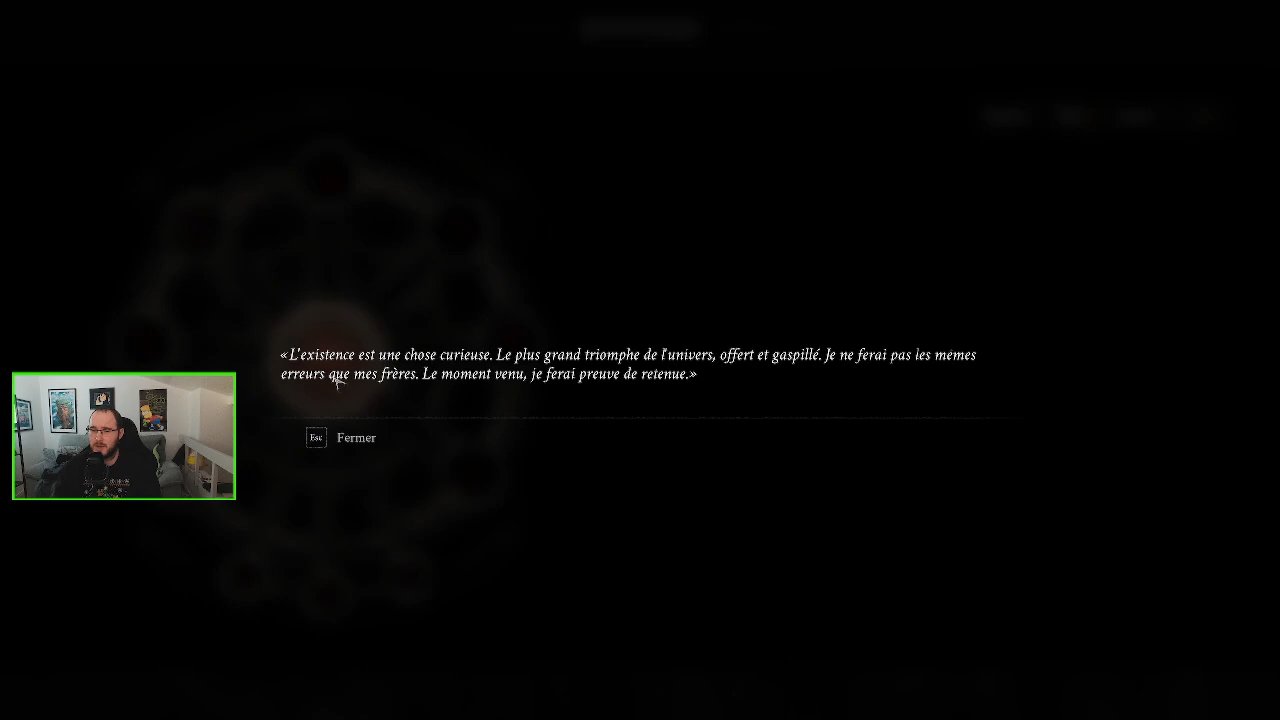 «L'existence est une chose curieuse. Le plus grand triomphe de l'univers, offert et gaspillé. Je ne ferai pas les mêmes
erreurs que mes frères. Le moment venu, je ferai preuve de retenue.»
Esc Fermer